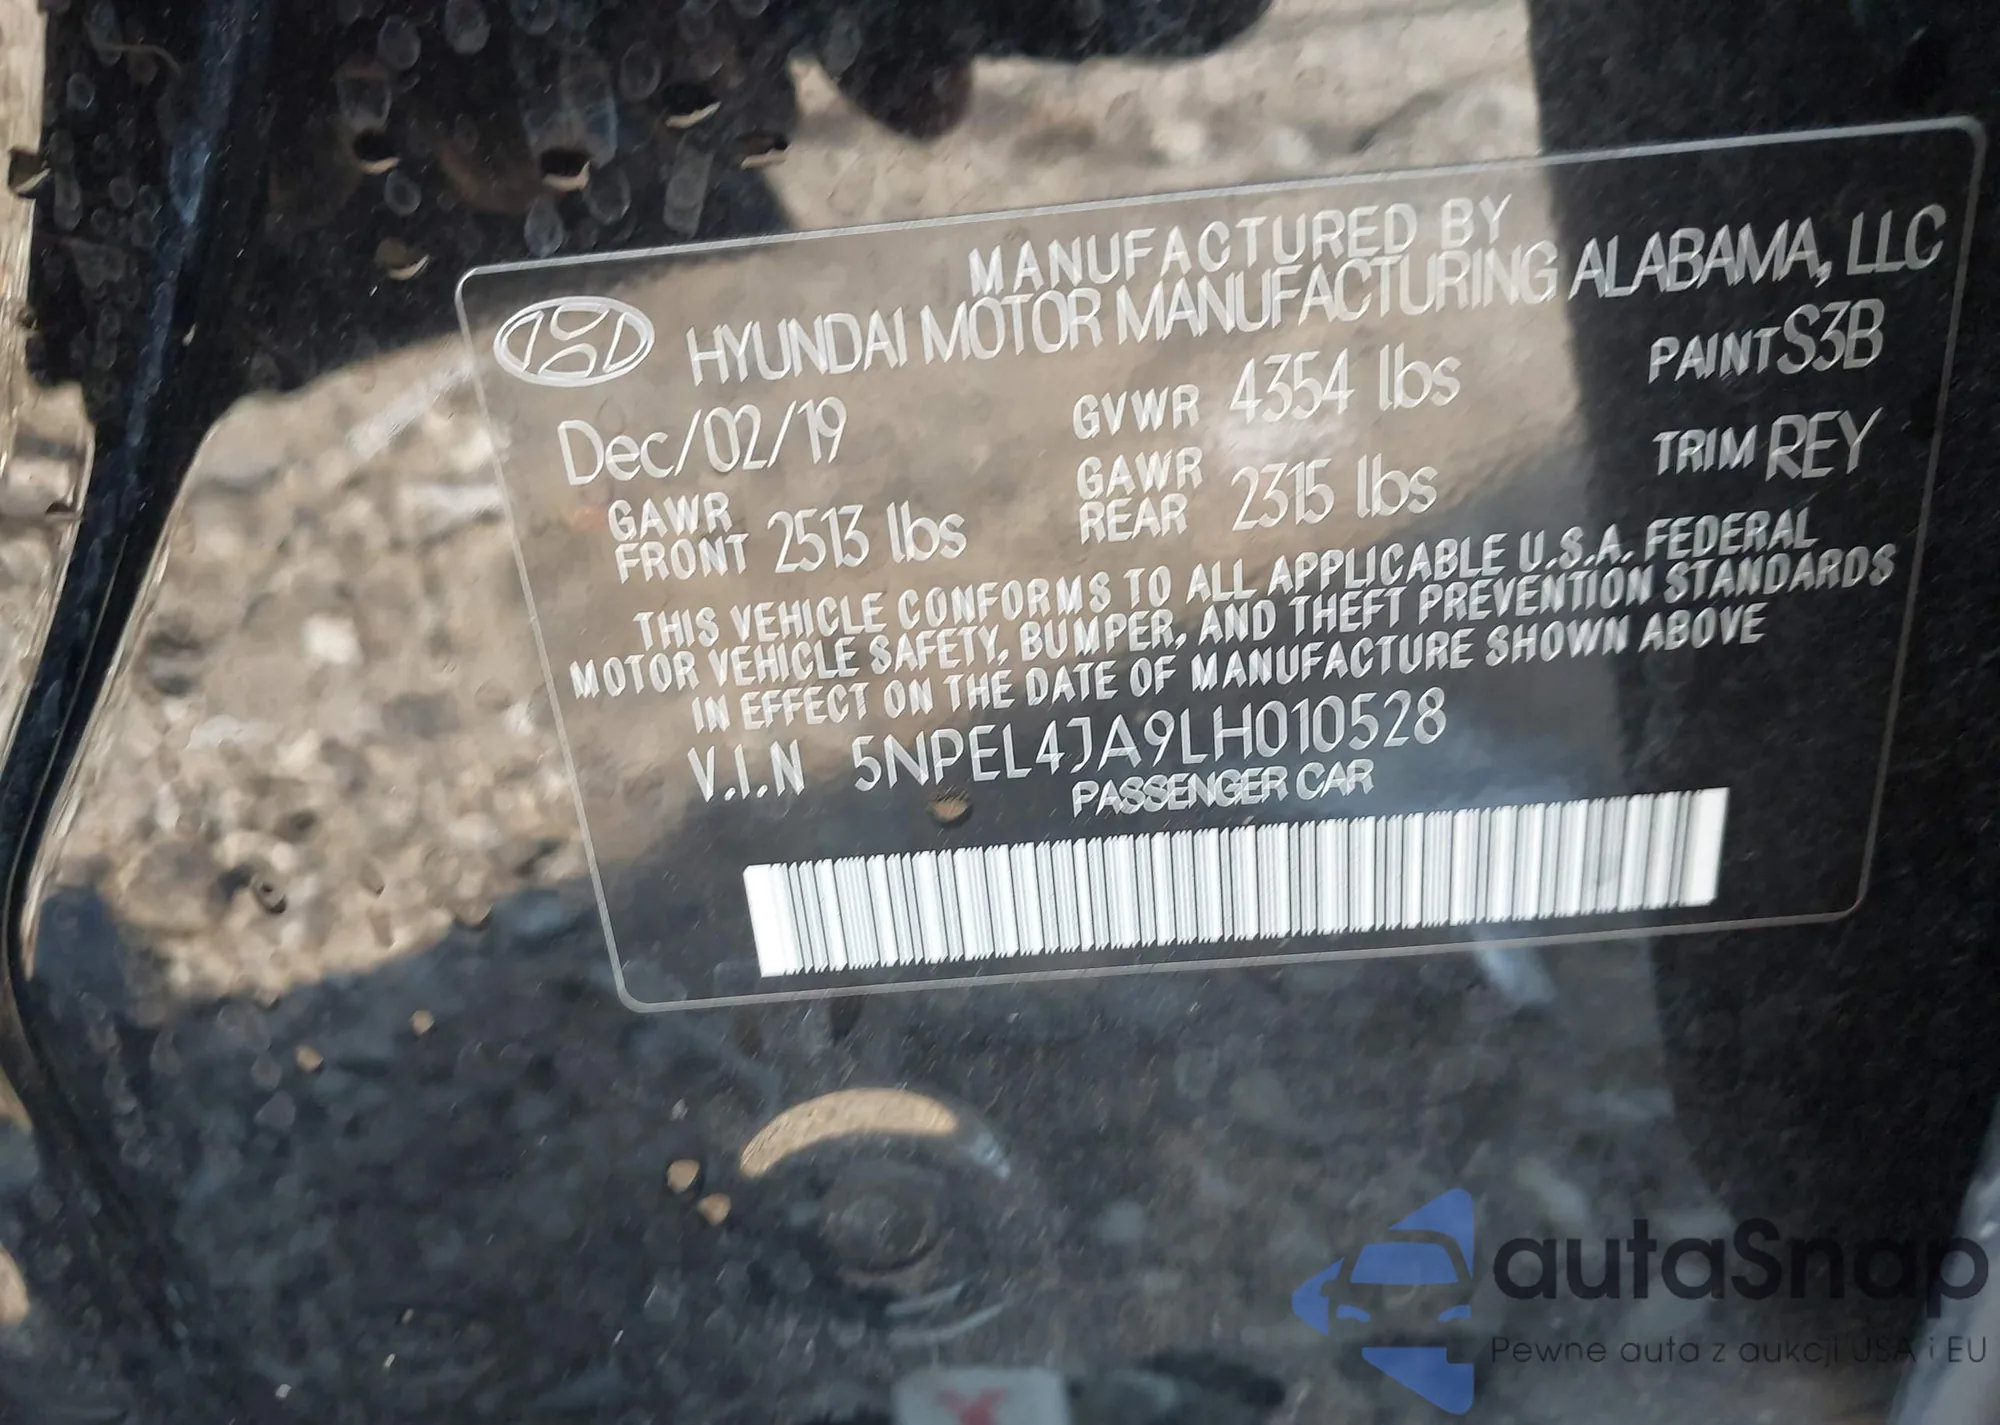 MANUFACTURED BY
HYUNDAI MOTOR MANUFACTURING ALABAMA, LLC
Dec/02/19 GVWR 4354 lbs PAINT S3B
GAWR FRONT 2513 lbs GAWR REAR 2315 lbs TRIM REY
THIS VEHICLE CONFORMS TO ALL APPLICABLE U.S.A. FEDERAL
MOTOR VEHICLE SAFETY, BUMPER, AND THEFT PREVENTION STANDARDS
IN EFFECT ON THE DATE OF MANUFACTURE SHOWN ABOVE
V.I.N 5NPEL4JA9LH010528
PASSENGER CAR
autaSnap
Pewne auta z aukcji USA i EU